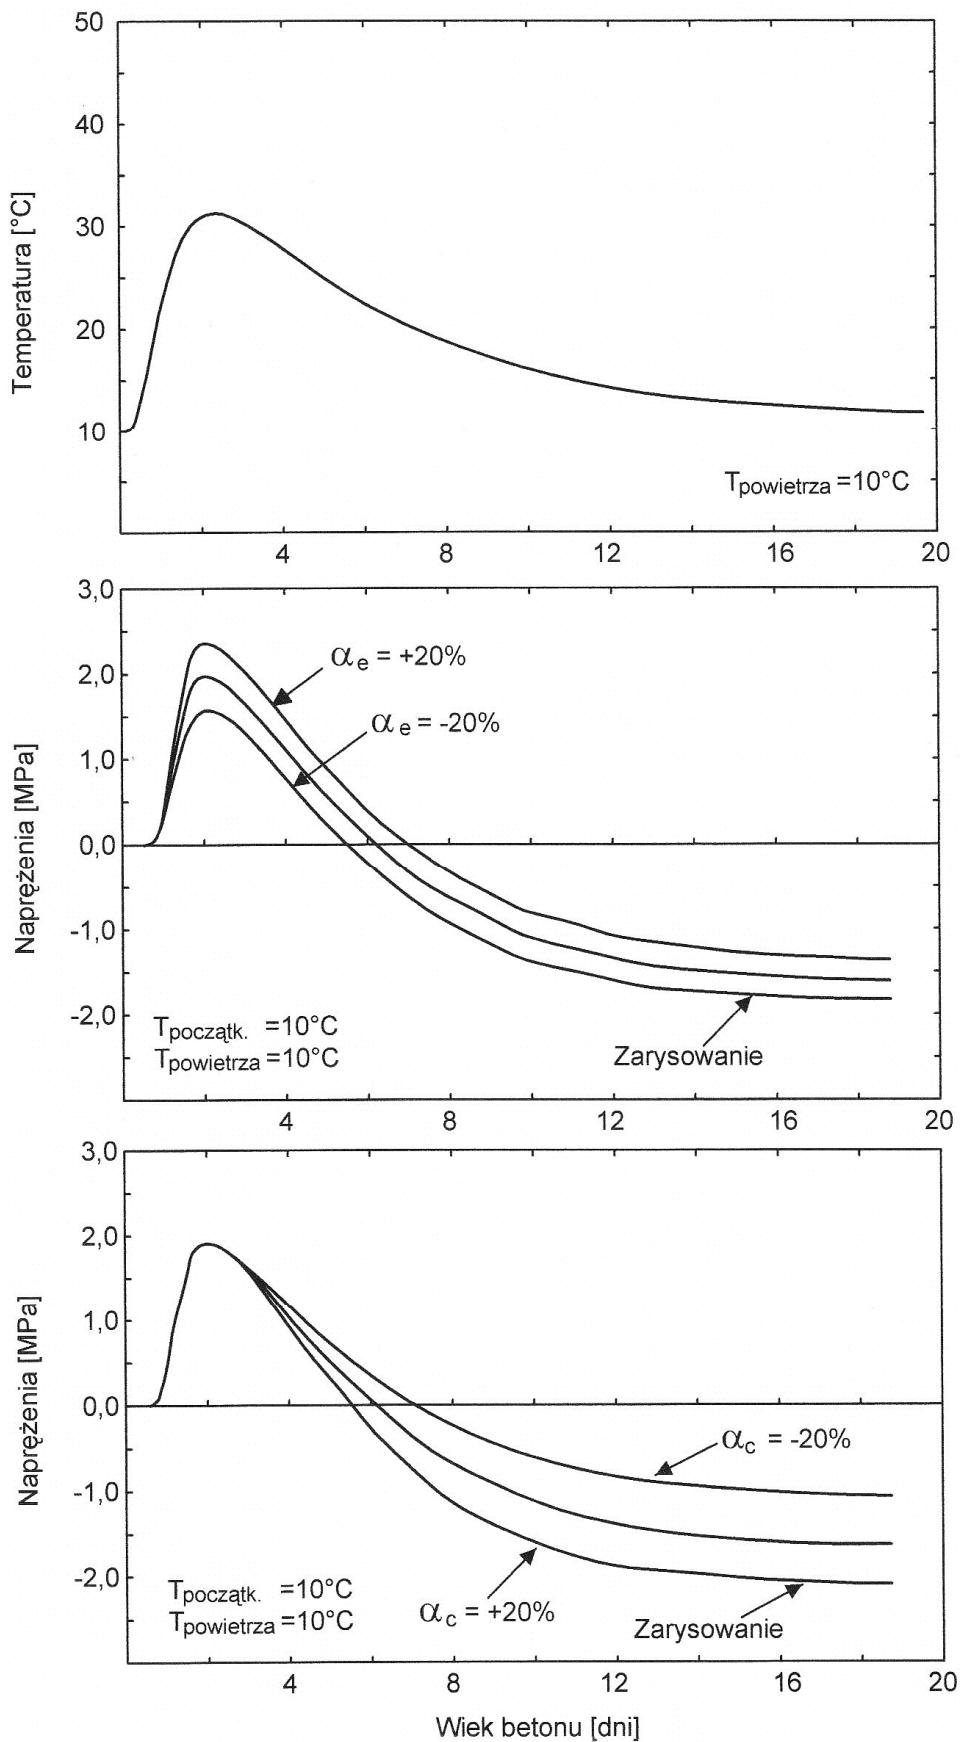 50
40
30
20
10
Temperatura [°C]
Tpowietrza =10°C
4 8 12 16 20
3,0
2,0
1,0
0,0
-1,0
-2,0
Naprężenia [MPa]
αe = +20%
αe = -20%
Tpoczątk. =10°C
Tpowietrza =10°C
Zarysowanie
4 8 12 16 20
3,0
2,0
1,0
0,0
-1,0
-2,0
Naprężenia [MPa]
αc = -20%
αc = +20%
Tpoczątk. =10°C
Tpowietrza =10°C
Zarysowanie
4 8 12 16 20
Wiek betonu [dni]